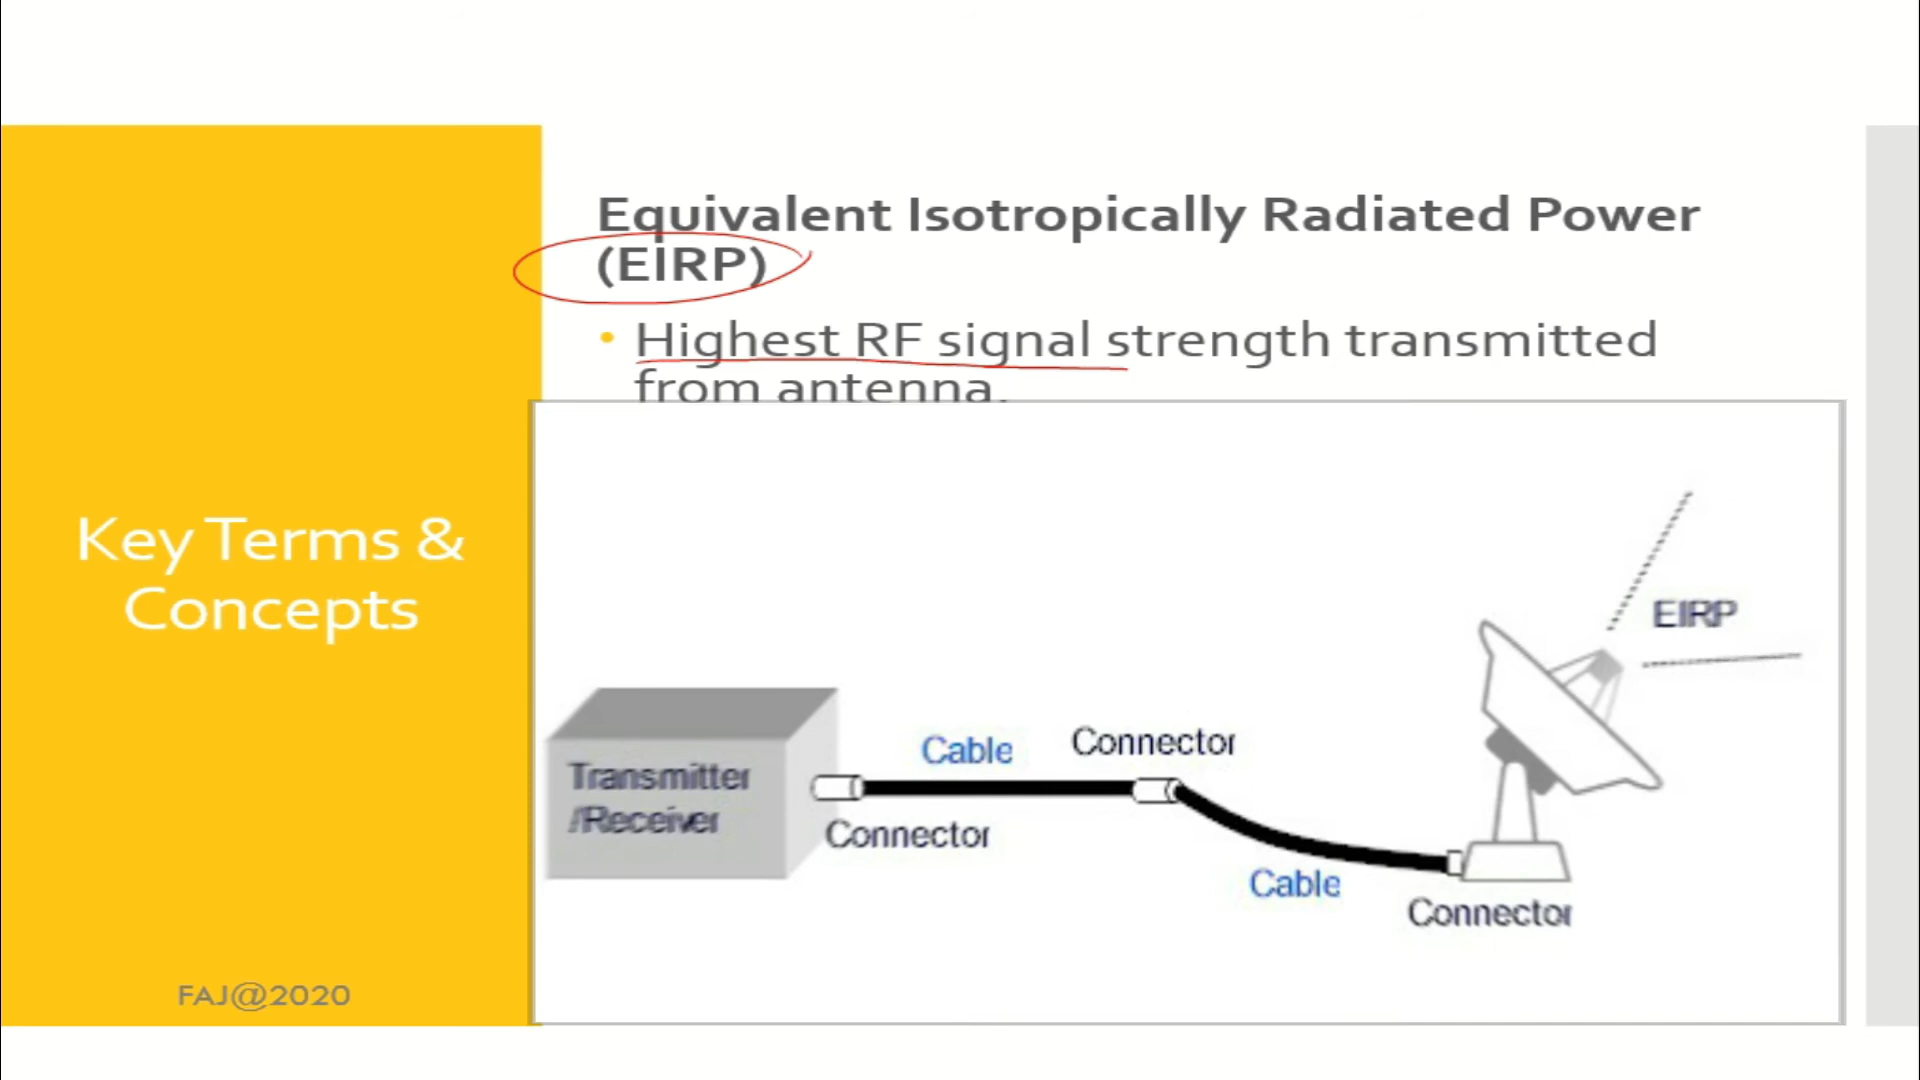 Equivalent Isotropically Radiated Power
(EIRP)
• Highest RF signal strength transmitted
from antenna.
Key Terms &
Concepts
EIRP
Cable
Connector
Transmitter
/Receiver
Connector
Cable
Connector
FAJ@2020